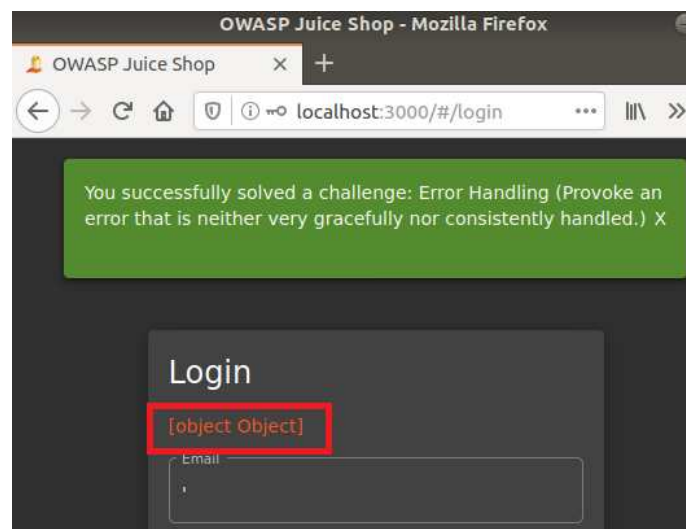 OWASP Juice Shop - Mozilla Firefox
OWASP Juice Shop
localhost:3000/#/login
You successfully solved a challenge: Error Handling (Provoke an
error that is neither very gracefully nor consistently handled.) X
Login
[object Object]
Email
'